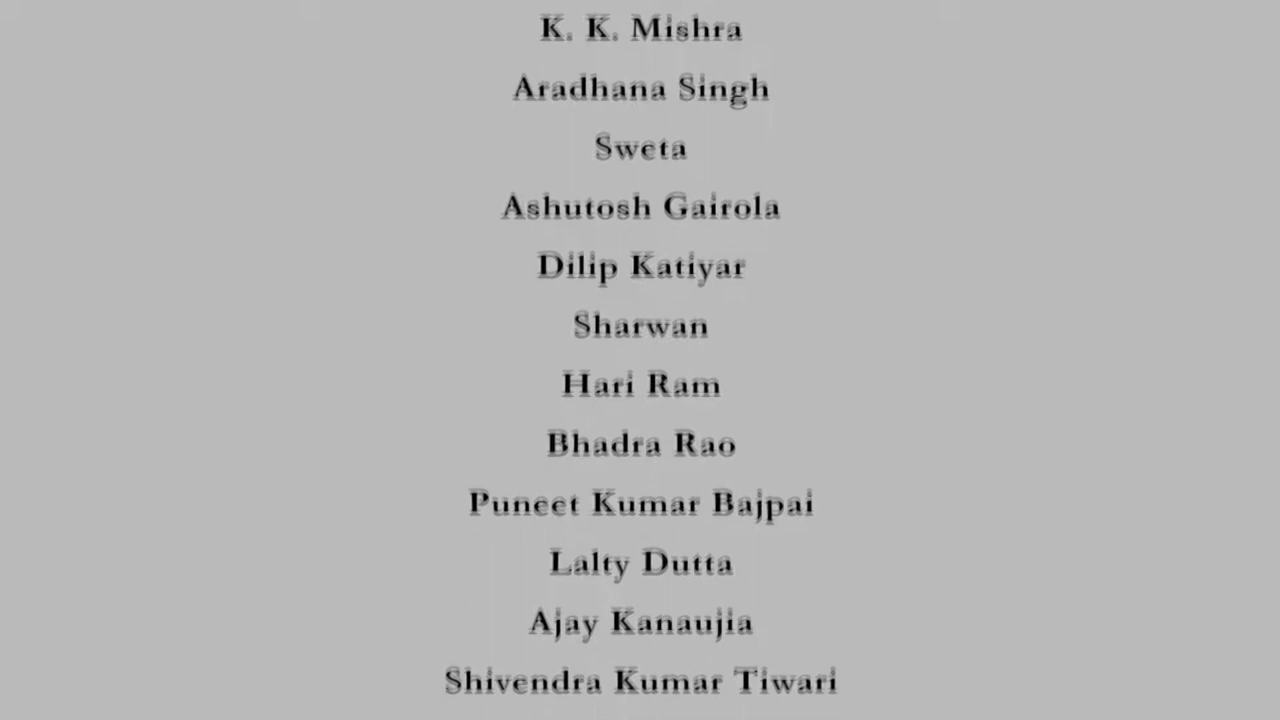 K. K. Mishra
Aradhana Singh
Sweta
Ashutosh Gairola
Dilip Katiyar
Sharwan
Hari Ram
Bhadra Rao
Puneet Kumar Bajpai
Lalty Dutta
Ajay Kanaujia
Shivendra Kumar Tiwari